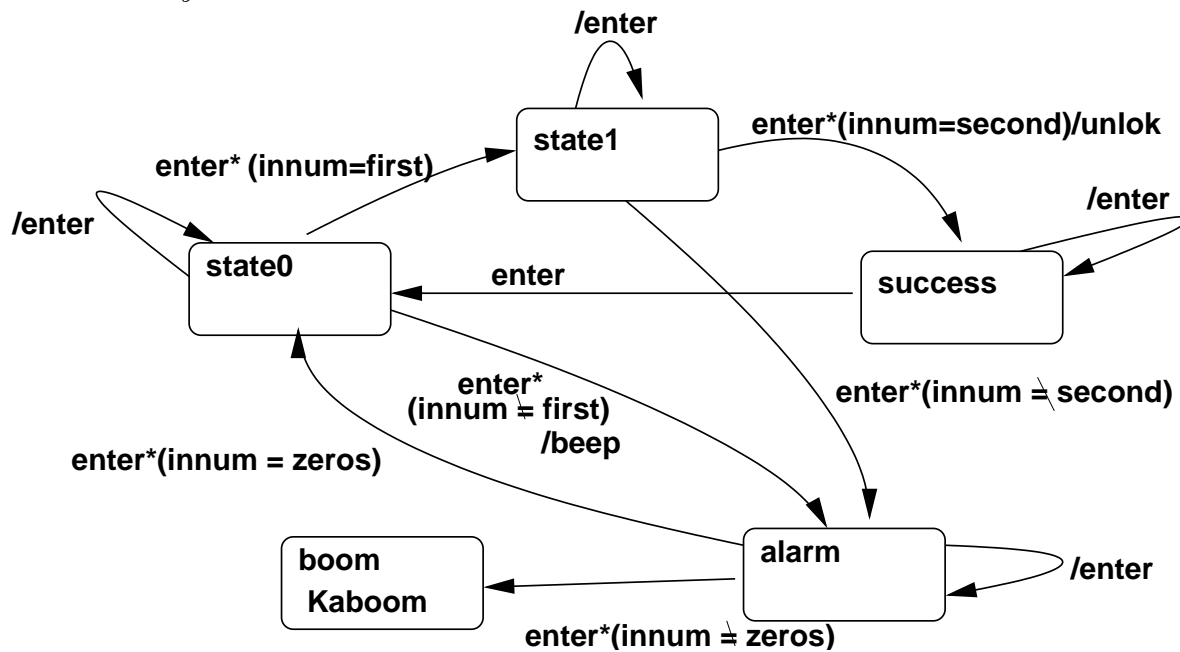 /enter
state1
enter*(innum=second)/unlok
enter* (innum=first)
/enter
/enter
state0
enter
success
enter*
(innum ≠ first)
/beep
enter*(innum ≠ second)
enter*(innum = zeros)
alarm
boom
Kaboom
/enter
enter*(innum ≠ zeros)